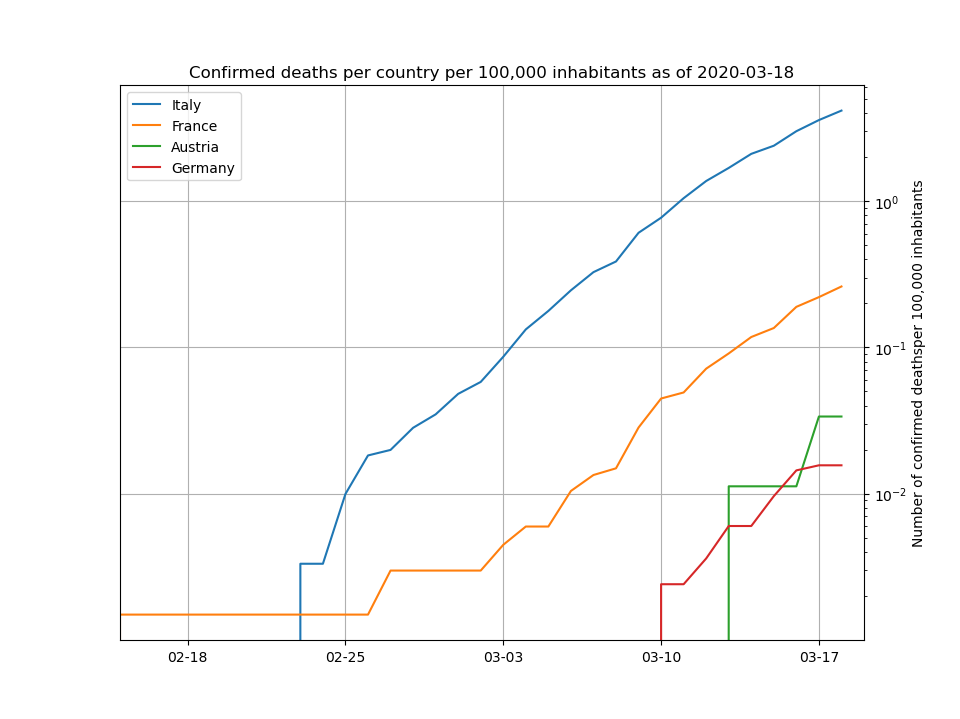 Confirmed deaths per country per 100,000 inhabitants as of 2020-03-18
Italy
France
Austria
Germany
10⁰
10⁻¹
10⁻²
Number of confirmed deathsper 100,000 inhabitants
02-18
02-25
03-03
03-10
03-17